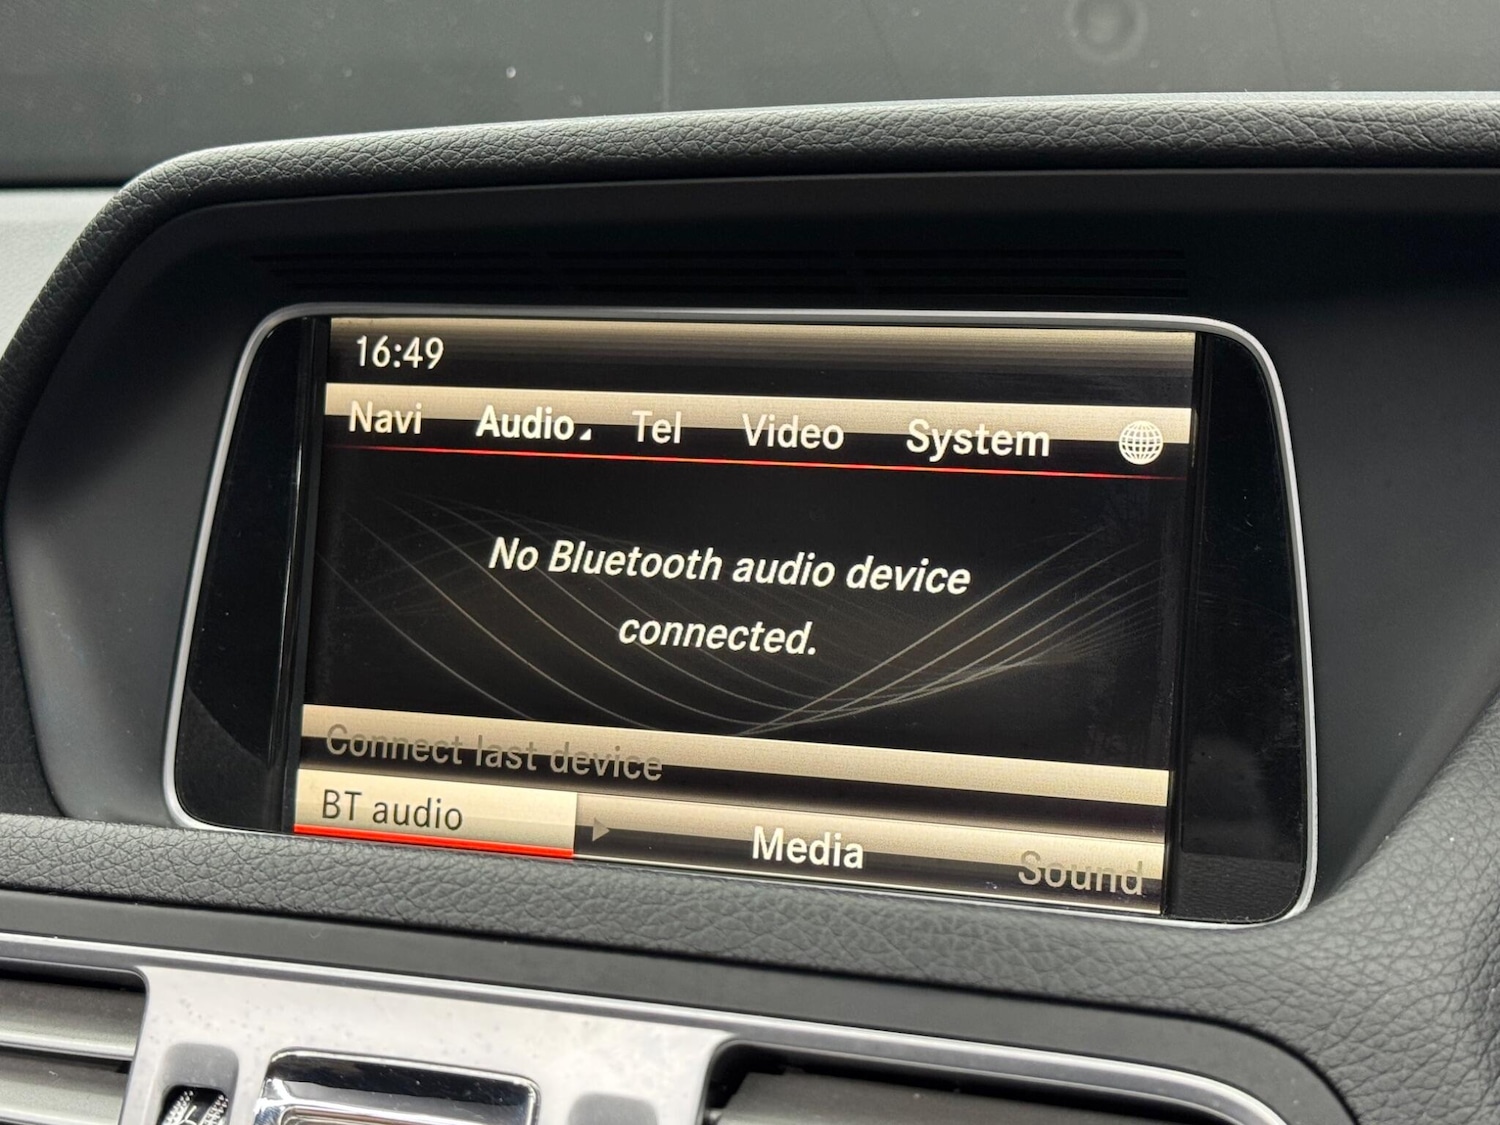 16:49
Navi Audio Tel Video System
No Bluetooth audio device
connected.
Connect last device
BT audio Media Sound